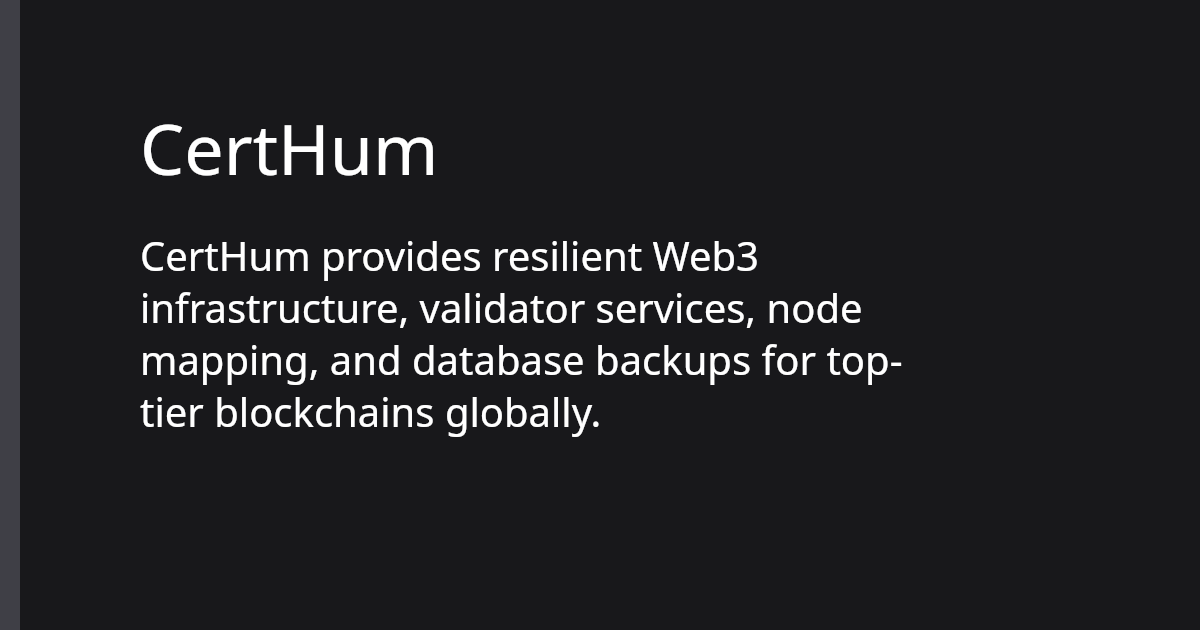 CertHum
CertHum provides resilient Web3
infrastructure, validator services, node
mapping, and database backups for top-
tier blockchains globally.